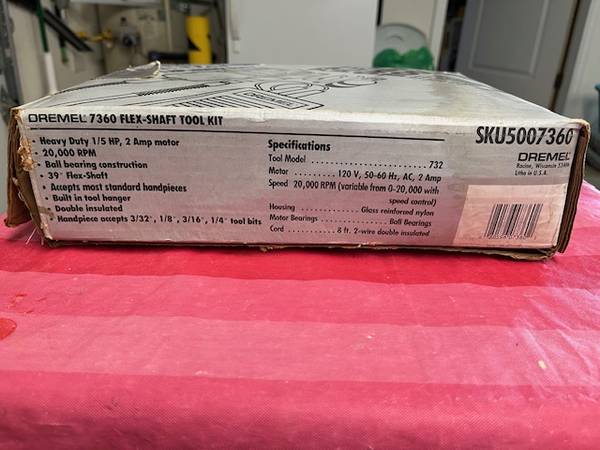 DREMEL
DREMEL 7360 FLEX-SHAFT TOOL KIT
• Heavy Duty 1/5 HP, 2 Amp motor
• 20,000 RPM
• Ball bearing construction
• 39" Flex-Shaft
• Accepts most standard handpieces
• Built in tool hanger
• Double insulated
• Handpiece accepts 3/32", 1/8", 3/16", 1/4" tool bits
Specifications
Tool Model .................... 732
Motor .......... 120 V, 50-60 Hz, AC, 2 Amp
Speed 20,000 RPM (variable from 0-20,000 with
speed control)
Housing .......... Glass reinforced nylon
Motor Bearings .............. Ball Bearings
Cord .......... 8 ft. 2-wire double insulated
SKU5007360
DREMEL
Racine, Wisconsin
Litho in U.S.A.